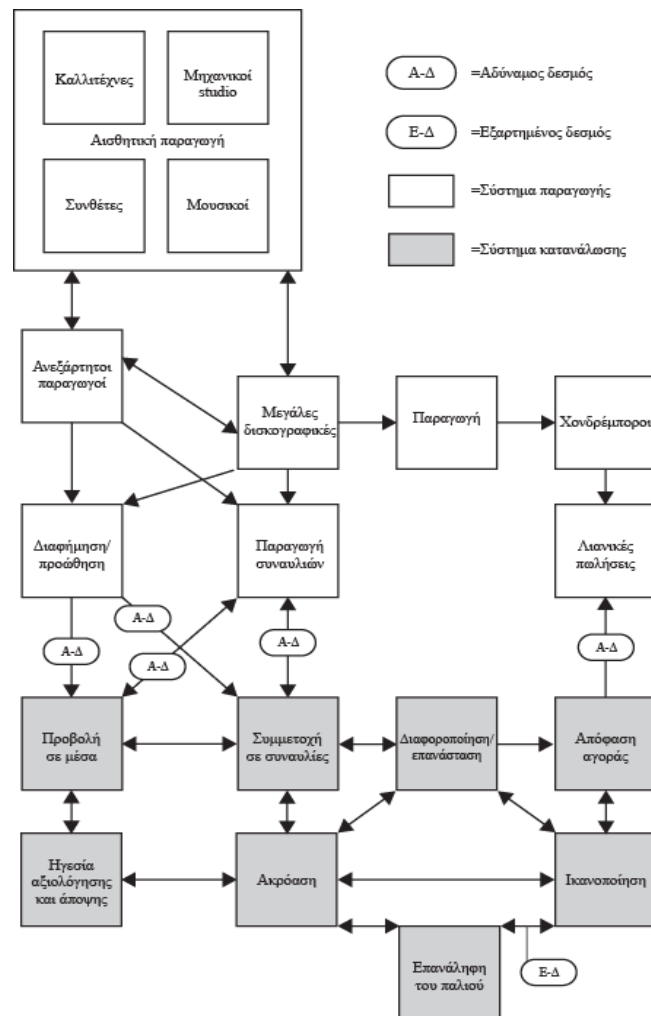 Καλλιτέχνες
Μηχανικοί
studio
Αισθητική παραγωγή
Συνθέτες
Μουσικοί
Α-Δ
=Αδύναμος δεσμός
Ε-Δ
=Εξαρτημένος δεσμός
=Σύστημα παραγωγής
=Σύστημα κατανάλωσης
Ανεξάρτητοι
παραγωγοί
Μεγάλες
δισκογραφικές
Παραγωγή
Χονδρέμποροι
Διαφήμηση/
προώθηση
Παραγωγή
συναυλιών
Λιανικές
πωλήσεις
Α-Δ
Α-Δ
Α-Δ
Α-Δ
Α-Δ
Προβολή
σε μέσα
Συμμετοχή
σε συναυλίες
Διαφοροποίηση/
επανάσταση
Απόφαση
αγοράς
Ηγεσία
αξιολόγησης
και άποψης
Ακρόαση
Ικανοποίηση
Επανάληψη
του παλιού
Ε-Δ